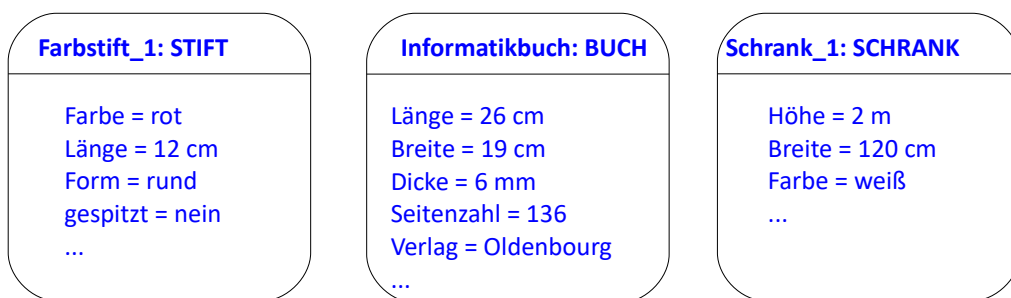 Farbstift_1: STIFT
Farbe = rot
Länge = 12 cm
Form = rund
gespitzt = nein
...
Informatikbuch: BUCH
Länge = 26 cm
Breite = 19 cm
Dicke = 6 mm
Seitenzahl = 136
Verlag = Oldenbourg
...
Schrank_1: SCHRANK
Höhe = 2 m
Breite = 120 cm
Farbe = weiß
...